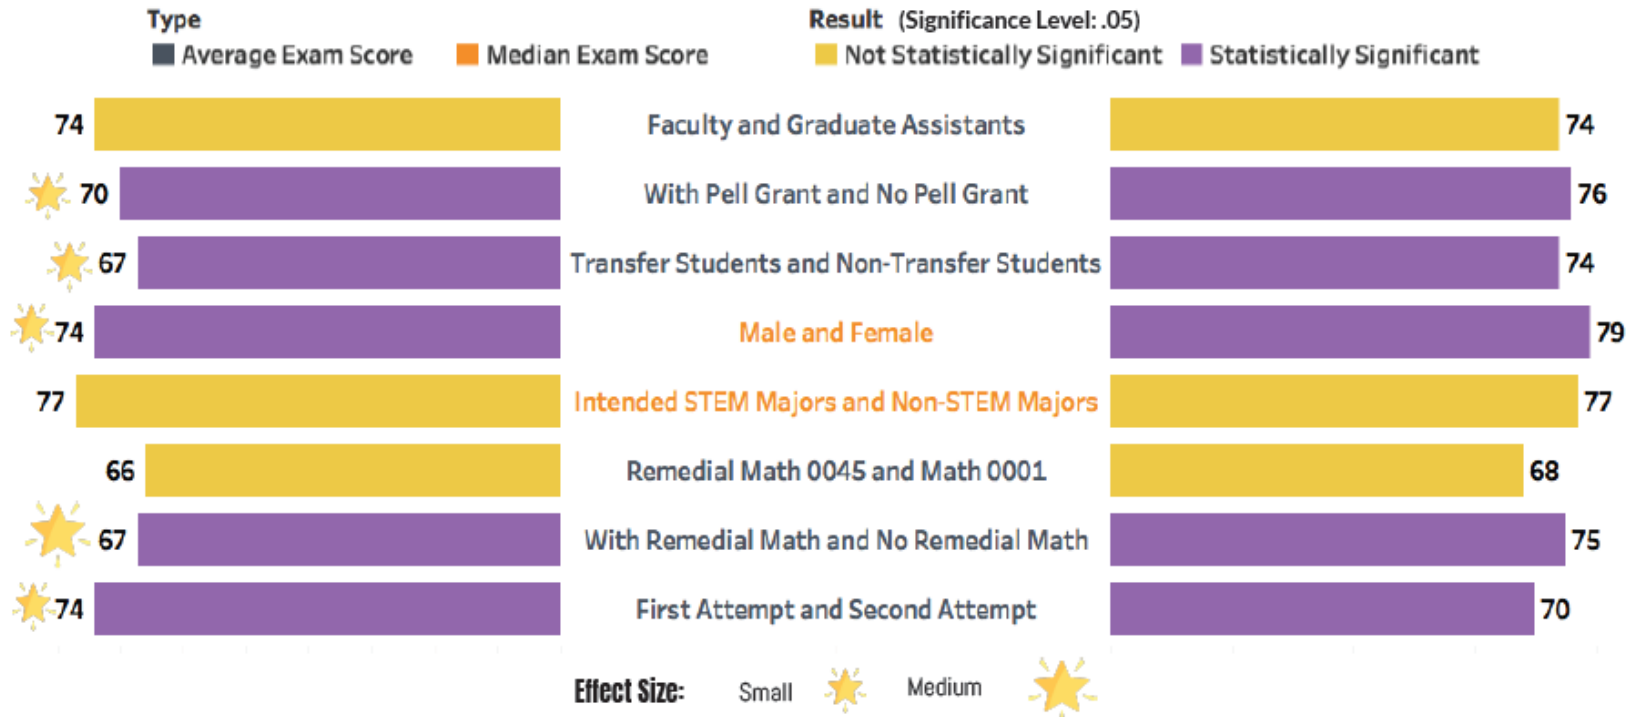 Type
Result (Significance Level: .05)
Average Exam Score Median Exam Score Not Statistically Significant Statistically Significant
74 Faculty and Graduate Assistants 74
70 With Pell Grant and No Pell Grant 76
67 Transfer Students and Non-Transfer Students 74
74 Male and Female 79
77 Intended STEM Majors and Non-STEM Majors 77
66 Remedial Math 0045 and Math 0001 68
67 With Remedial Math and No Remedial Math 75
74 First Attempt and Second Attempt 70
Effect Size: Small Medium